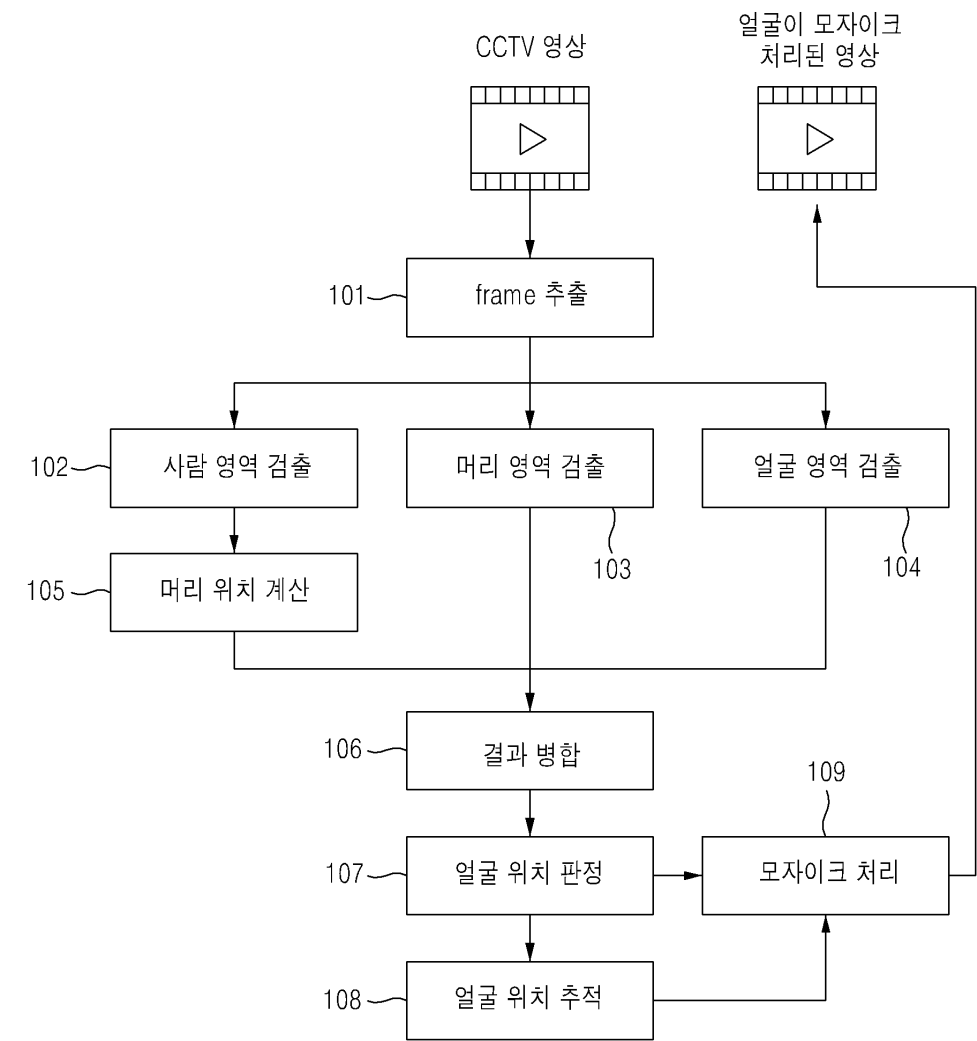 CCTV 영상
얼굴이 모자이크
처리된 영상
101
frame 추출
102
사람 영역 검출
머리 영역 검출
얼굴 영역 검출
103
104
105
머리 위치 계산
106
결과 병합
109
107
얼굴 위치 판정
모자이크 처리
108
얼굴 위치 추적